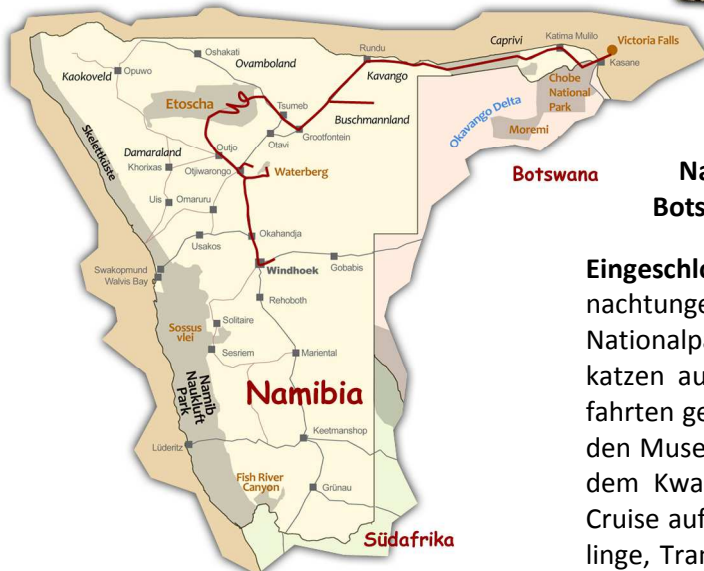 Oshakati
Ovamboland
Rundu
Caprivi
Katima Mulilo
Victoria Falls
Kaokoveld
Opuwo
Kavango
Kasane
Etoscha
Tsumeb
Buschmannland
Chobe
National
Park
Skelettküste
Grootfontein
Okavango Delta
Moremi
Outjo
Otavi
Damaraland
Khorixas
Otjiwarongo
Waterberg
Botswana
Uis
Omaruru
Okahandja
Usakos
Windhoek
Gobabis
Swakopmund
Walvis Bay
Rehoboth
Sossus
vlei
Solitaire
Sesriem
Mariental
Namib
Naukluft
Park
Namibia
Keetmanshop
Lüderitz
Fish River
Canyon
Grünau
Südafrika
Na
Bots
Eingeschlo
nachtunge
Nationalpa
katzen au
fahrten ge
den Muse
dem Kwa
Cruise auf
linge, Tran